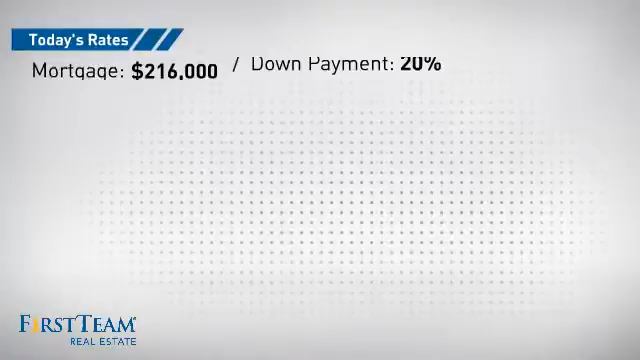 Today's Rates
Mortgage: $216,000 / Down Payment: 20%
FIRSTTEAM®
REAL ESTATE